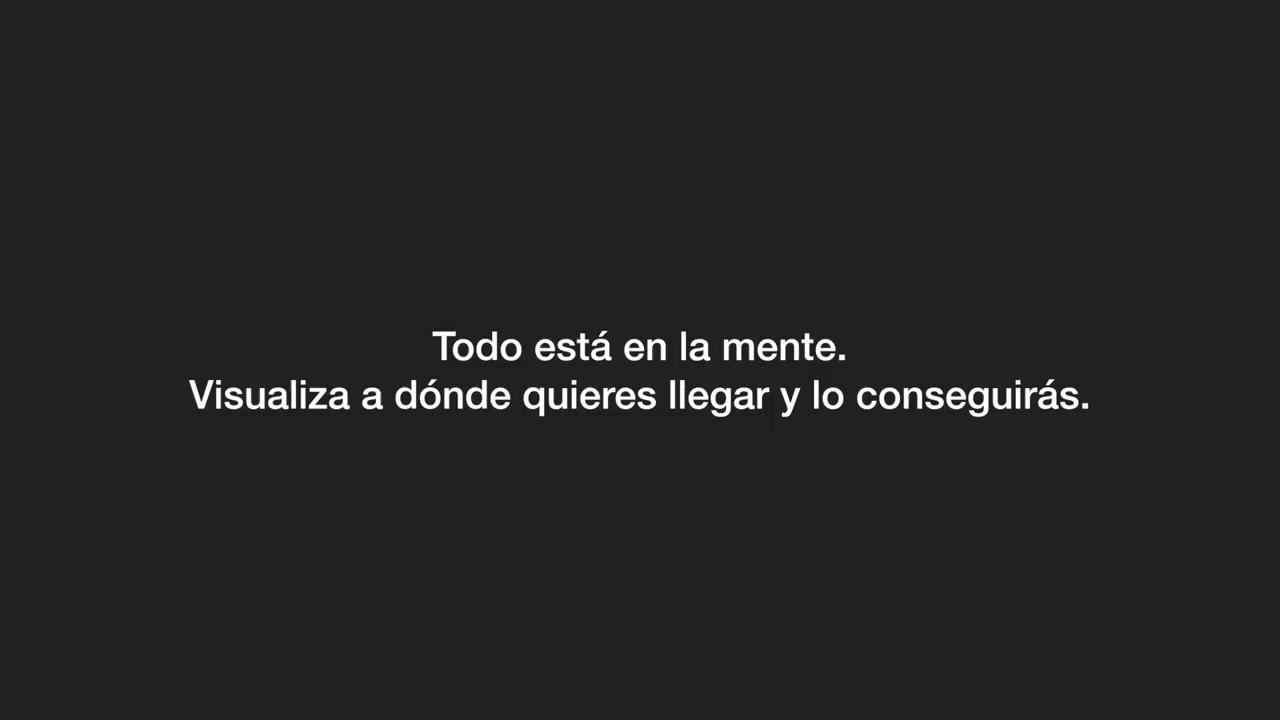 Todo está en la mente.
Visualiza a dónde quieres llegar y lo conseguirás.